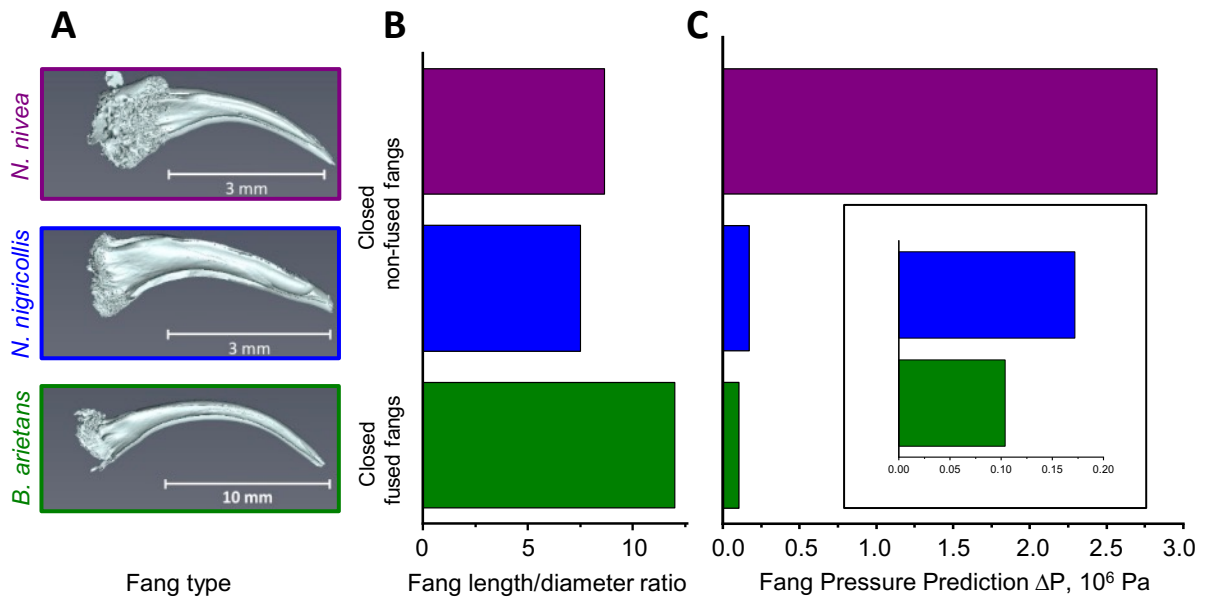 A
B
C
N. nivea
3 mm
N. nigricollis
3 mm
B. arietans
10 mm
Fang type
Closed
non-fused fangs
Closed
fused fangs
0
5
10
Fang length/diameter ratio
0.00
0.05
0.10
0.15
0.20
0.0
0.5
1.0
1.5
2.0
2.5
3.0
Fang Pressure Prediction ΔP, 10⁶ Pa